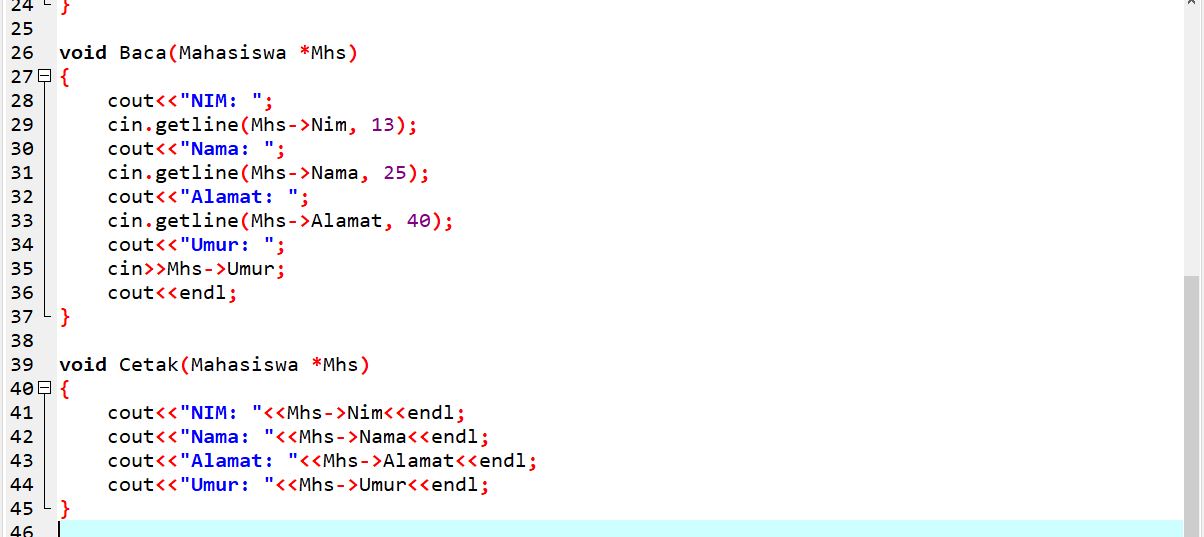 24 }
25
26 void Baca(Mahasiswa *Mhs)
27 {
28 cout<<"NIM: ";
29 cin.getline(Mhs->Nim, 13);
30 cout<<"Nama: ";
31 cin.getline(Mhs->Nama, 25);
32 cout<<"Alamat: ";
33 cin.getline(Mhs->Alamat, 40);
34 cout<<"Umur: ";
35 cin>>Mhs->Umur;
36 cout<<endl;
37 }
38
39 void Cetak(Mahasiswa *Mhs)
40 {
41 cout<<"NIM: "<<Mhs->Nim<<endl;
42 cout<<"Nama: "<<Mhs->Nama<<endl;
43 cout<<"Alamat: "<<Mhs->Alamat<<endl;
44 cout<<"Umur: "<<Mhs->Umur<<endl;
45 }
46